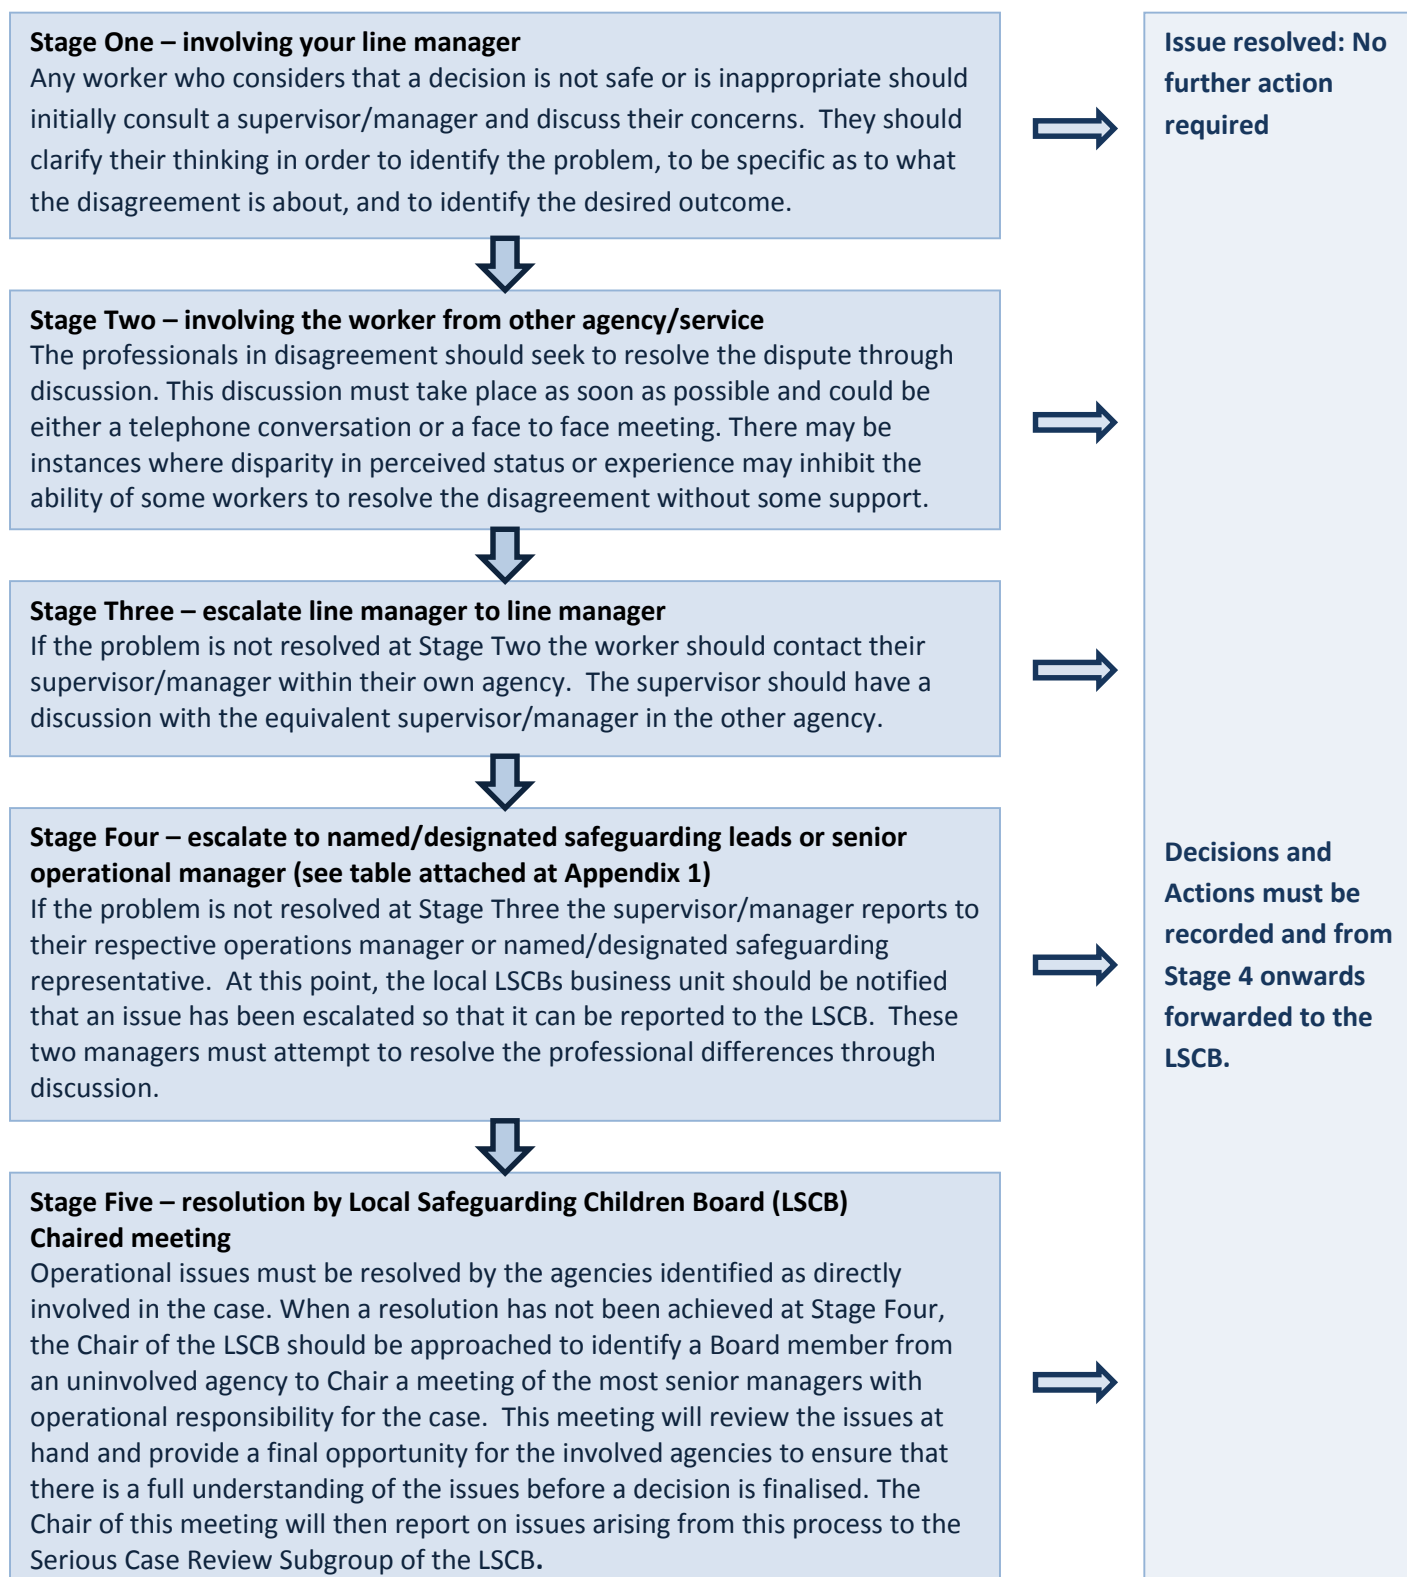 Stage One – involving your line manager
Any worker who considers that a decision is not safe or is inappropriate should
initially consult a supervisor/manager and discuss their concerns.  They should
clarify their thinking in order to identify the problem, to be specific as to what
the disagreement is about, and to identify the desired outcome.
Issue resolved: No
further action
required
Stage Two – involving the worker from other agency/service
The professionals in disagreement should seek to resolve the dispute through
discussion. This discussion must take place as soon as possible and could be
either a telephone conversation or a face to face meeting. There may be
instances where disparity in perceived status or experience may inhibit the
ability of some workers to resolve the disagreement without some support.
Stage Three – escalate line manager to line manager
If the problem is not resolved at Stage Two the worker should contact their
supervisor/manager within their own agency.  The supervisor should have a
discussion with the equivalent supervisor/manager in the other agency.
Stage Four – escalate to named/designated safeguarding leads or senior
operational manager (see table attached at Appendix 1)
If the problem is not resolved at Stage Three the supervisor/manager reports to
their respective operations manager or named/designated safeguarding
representative.  At this point, the local LSCBs business unit should be notified
that an issue has been escalated so that it can be reported to the LSCB.  These
two managers must attempt to resolve the professional differences through
discussion.
Decisions and
Actions must be
recorded and from
Stage 4 onwards
forwarded to the
LSCB.
Stage Five – resolution by Local Safeguarding Children Board (LSCB)
Chaired meeting
Operational issues must be resolved by the agencies identified as directly
involved in the case. When a resolution has not been achieved at Stage Four,
the Chair of the LSCB should be approached to identify a Board member from
an uninvolved agency to Chair a meeting of the most senior managers with
operational responsibility for the case.  This meeting will review the issues at
hand and provide a final opportunity for the involved agencies to ensure that
there is a full understanding of the issues before a decision is finalised. The
Chair of this meeting will then report on issues arising from this process to the
Serious Case Review Subgroup of the LSCB.